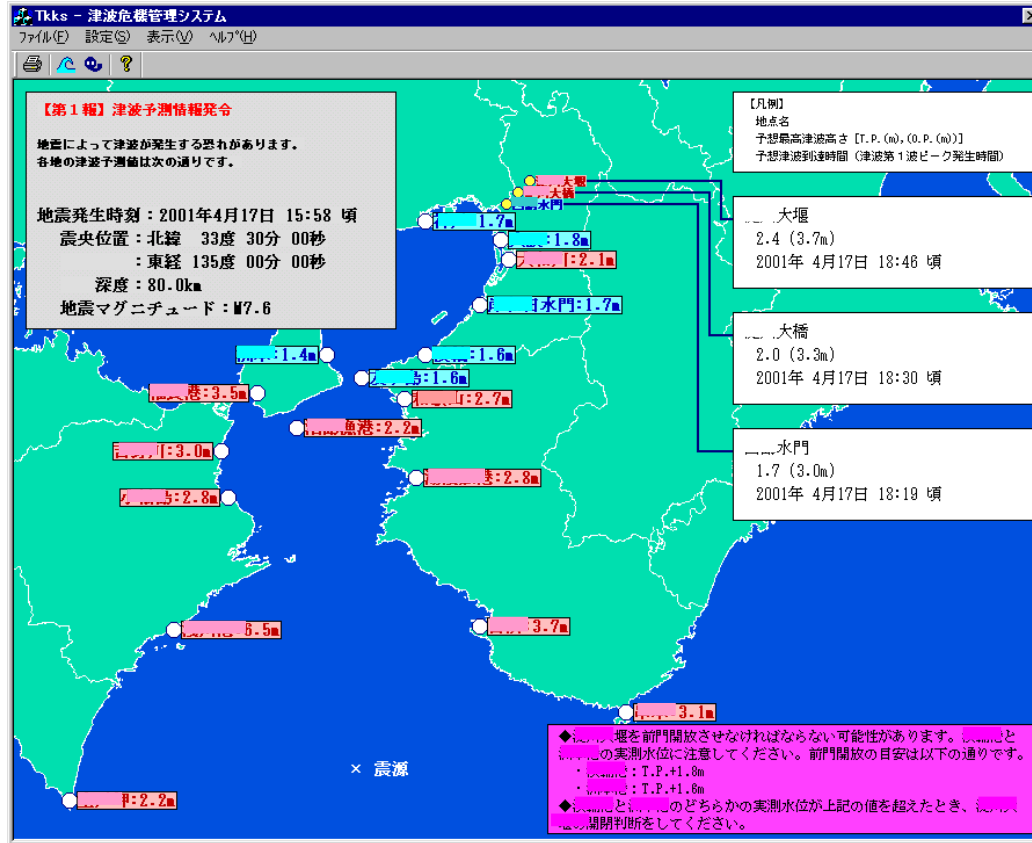 Tkks - 津波危機管理システム
ファイル(F) 設定(S) 表示(V) ヘルプ(H)
【第１報】津波予測情報発令
地震によって津波が発生する恐れがあります。
各地の津波予測値は次の通りです。
地震発生時刻：2001年4月17日 15:58 頃
震央位置：北緯 33度 30分 00秒
：東経 135度 00分 00秒
深度：80.0km
地震マグニチュード：M7.6
【凡例】
地点名
予想最高津波高さ [T.P.(m),(O.P.(m))]
予想津波到達時間（津波第１波ピーク発生時間）
大堰
大橋
水門
1.7m
:1.8m
:2.1m
水門:1.7m
:1.4m
:1.6m
:1.6m
港:3.5m
:2.7m
漁港:2.2m
:3.0m
:2.8m
:2.8m
6.5m
3.7m
3.1m
:2.2m
大堰
2.4 (3.7m)
2001年 4月17日 18:46 頃
大橋
2.0 (3.3m)
2001年 4月17日 18:30 頃
水門
1.7 (3.0m)
2001年 4月17日 18:19 頃
× 震源
◆堰を前門開放させなければならない可能性があります。と
の実測水位に注意してください。前門開放の目安は以下の通りです。
・：T.P.+1.8m
・：T.P.+1.6m
◆とのどちらかの実測水位が上記の値を超えたとき、
開閉判断をしてください。